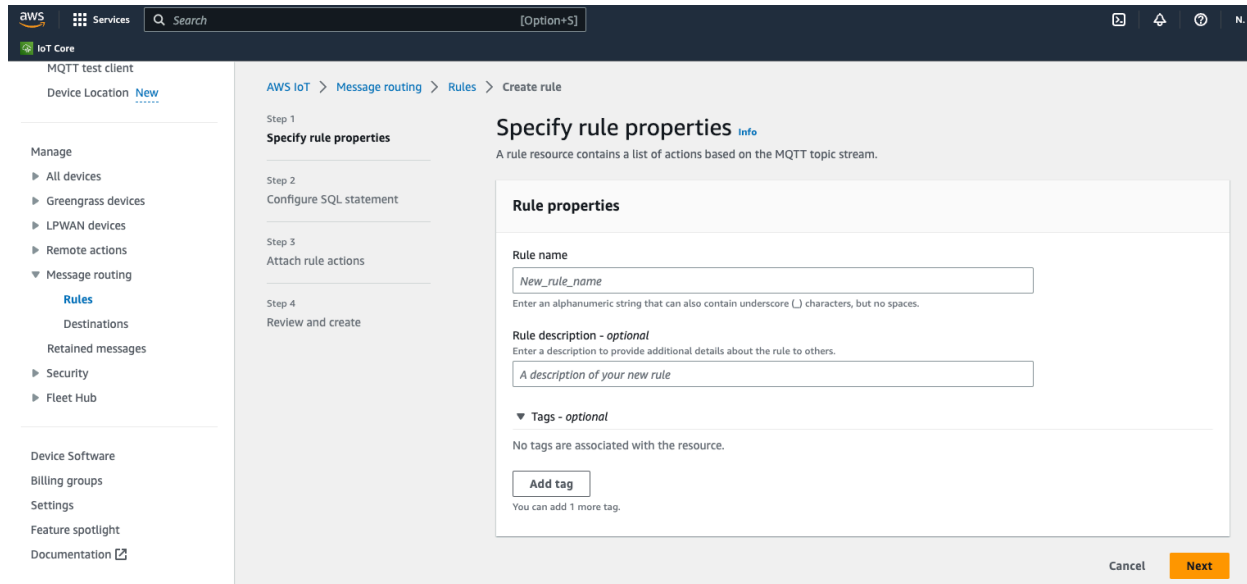 aws Services Search [Option+S] N.
IoT Core
MQTT test client
Device Location New
Manage
All devices
Greengrass devices
LPWAN devices
Remote actions
Message routing
Rules
Destinations
Retained messages
Security
Fleet Hub
Device Software
Billing groups
Settings
Feature spotlight
Documentation
AWS IoT > Message routing > Rules > Create rule
Step 1
Specify rule properties
Step 2
Configure SQL statement
Step 3
Attach rule actions
Step 4
Review and create
Specify rule properties Info
A rule resource contains a list of actions based on the MQTT topic stream.
Rule properties
Rule name
New_rule_name
Enter an alphanumeric string that can also contain underscore (_) characters, but no spaces.
Rule description - optional
Enter a description to provide additional details about the rule to others.
A description of your new rule
Tags - optional
No tags are associated with the resource.
Add tag
You can add 1 more tag.
Cancel Next